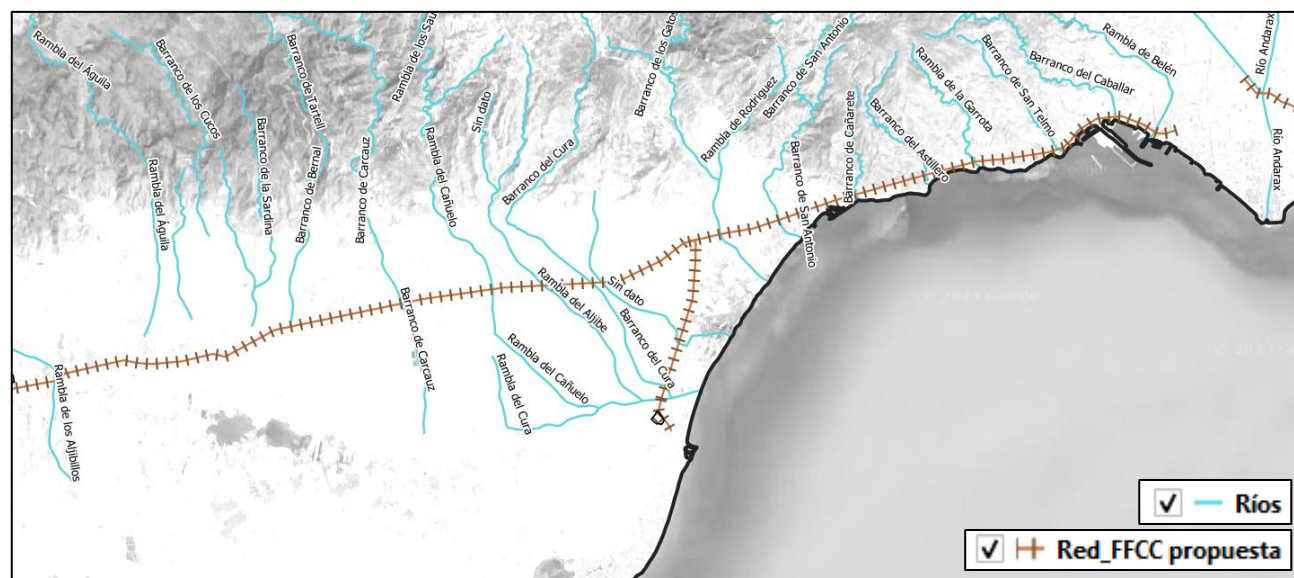 Rambla del Águila
Barranco de los Cucos
Barranco de Tartell
Rambla de los Sau
Sin dato
Barranco de los Gatos
Barranco de San Antonio
Rambla de Rodriguez
Rambla de la Garrota
Barranco de San Telmo
Barranco del Caballar
Rambla de Belén
Río Andarax
Río Andarax
Rambla del Águila
Barranco de la Sardina
Barranco de Bernal
Barranco de Carcauz
Rambla del Cañuelo
Barranco del Cura
Barranco de San Antonio
Barranco de Cañarete
Barranco del Astillero
Rambla de los Aljibillos
Barranco de Carcauz
Rambla del Cura
Rambla del Cañuelo
Rambla del Aljibe
Sin dato
Barranco del Cura
© 2023 Google
Ríos
Red_FFCC propuesta